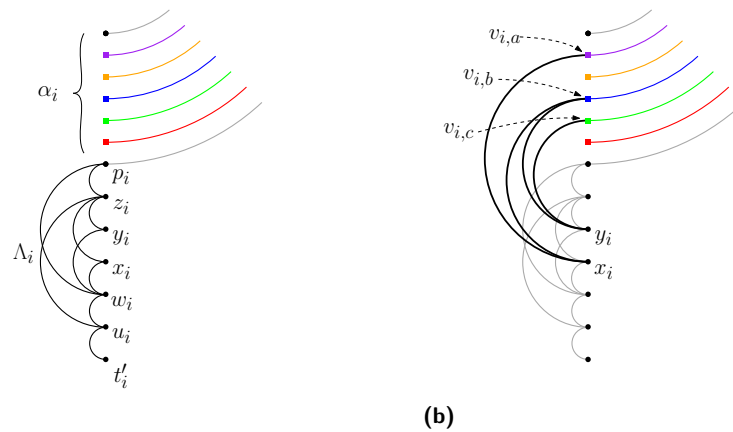 α_i
p_i
z_i
y_i
x_i
w_i
u_i
t'_i
Λ_i
v_{i,a}
v_{i,b}
v_{i,c}
y_i
x_i
(b)